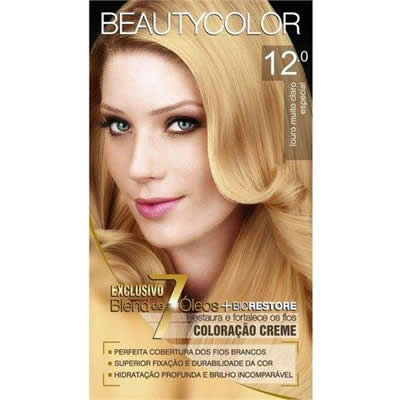 BEAUTYCOLOR
12.0
louro muito claro
especial
EXCLUSIVO
Blend de 7 Óleos + BIORESTORE
restaura e fortalece os fios
COLORAÇÃO CREME
PERFEITA COBERTURA DOS FIOS BRANCOS
SUPERIOR FIXAÇÃO E DURABILIDADE DA COR
HIDRATAÇÃO PROFUNDA E BRILHO INCOMPARÁVEL